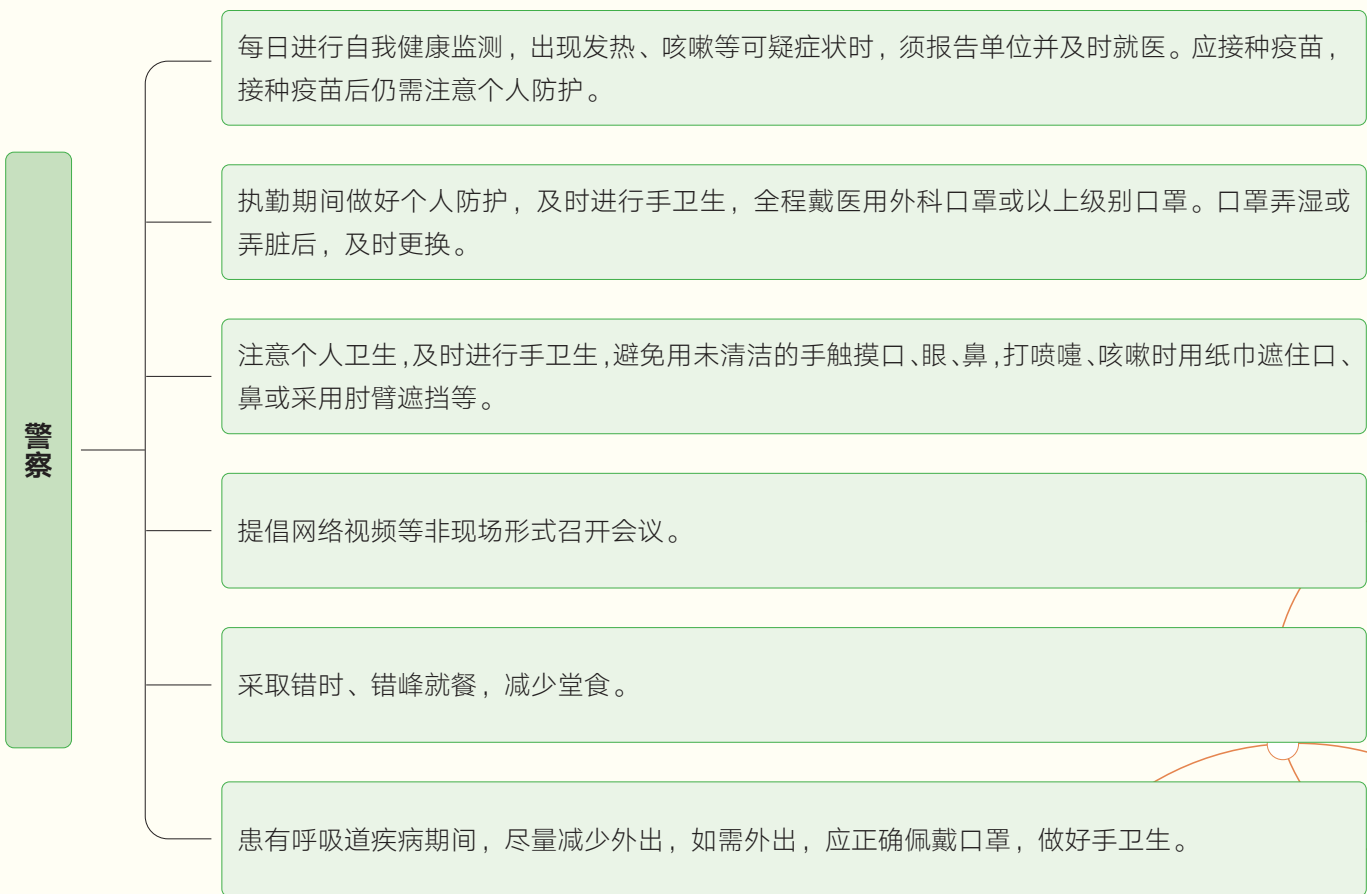 警察
每日进行自我健康监测，出现发热、咳嗽等可疑症状时，须报告单位并及时就医。应接种疫苗，
接种疫苗后仍需注意个人防护。
执勤期间做好个人防护，及时进行手卫生，全程戴医用外科口罩或以上级别口罩。口罩弄湿或
弄脏后，及时更换。
注意个人卫生，及时进行手卫生，避免用未清洁的手触摸口、眼、鼻，打喷嚏、咳嗽时用纸巾遮住口、
鼻或采用肘臂遮挡等。
提倡网络视频等非现场形式召开会议。
采取错时、错峰就餐，减少堂食。
患有呼吸道疾病期间，尽量减少外出，如需外出，应正确佩戴口罩，做好手卫生。